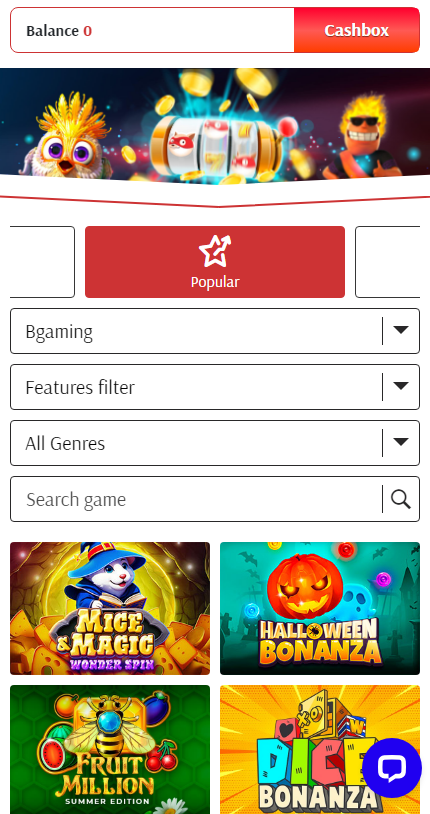 Balance 0
Cashbox
Popular
Bgaming
Features filter
All Genres
Search game
MICE
& MAGIC
WONDER SPIN
HALLOWEEN
BONANZA
FRUIT
MILLION
SUMMER EDITION
DICE
BONANZA